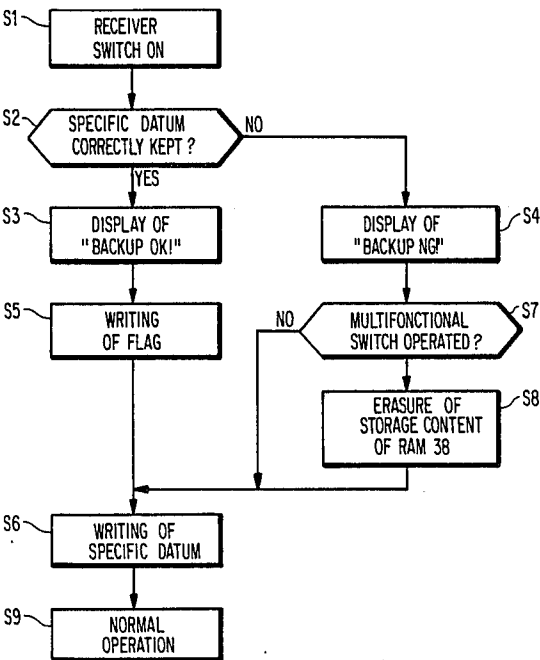 S1
RECEIVER
SWITCH ON
S2
SPECIFIC DATUM
CORRECTLY KEPT ?
NO
YES
S3
DISPLAY OF
"BACKUP OK!"
S4
DISPLAY OF
"BACKUP NG!"
S5
WRITING
OF FLAG
NO
S7
MULTIFONCTIONAL
SWITCH OPERATED ?
S8
ERASURE OF
STORAGE CONTENT
OF RAM 38
S6
WRITING OF
SPECIFIC DATUM
S9
NORMAL
OPERATION